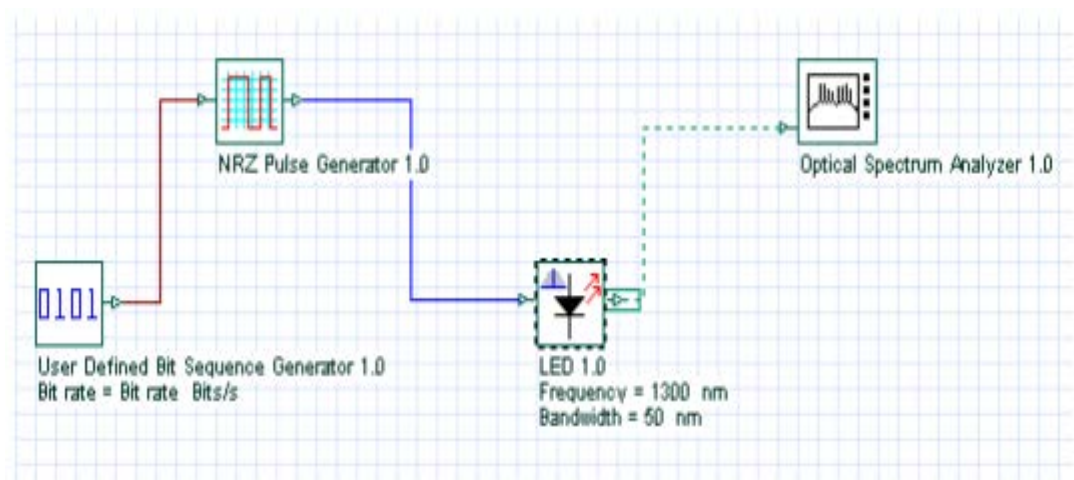 NRZ Pulse Generator 1.0
Optical Spectrum Analyzer 1.0
0101
User Defined Bit Sequence Generator 1.0
Bit rate = Bit rate Bits/s
LED 1.0
Frequency = 1300 nm
Bandwidth = 50 nm